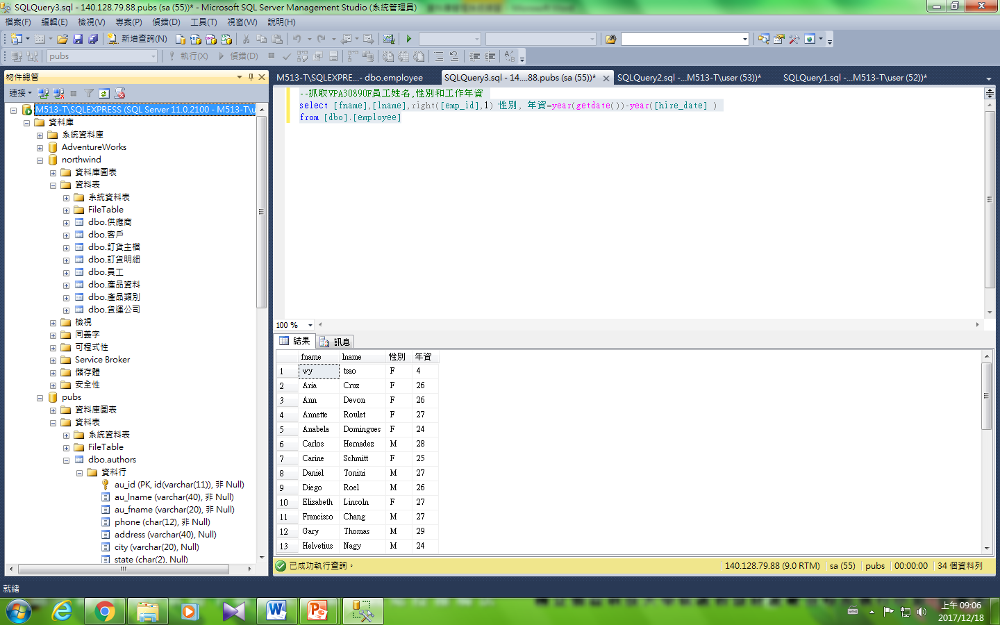 SQLQuery3.sql - 140.128.79.88.pubs (sa (55))* - Microsoft SQL Server Management Studio (系統管理員)
檔案(F) 編輯(E) 檢視(V) 專案(P) 偵錯(D) 工具(T) 視窗(W) 說明(H)
新增查詢(N)
pubs 執行(X) 偵錯(D)
物件總管
連接
M513-T\SQLEXPRESS (SQL Server 11.0.2100 - M513-T\u
資料庫
系統資料庫
AdventureWorks
northwind
資料庫圖表
資料表
系統資料表
FileTable
dbo.供應商
dbo.客戶
dbo.訂貨主檔
dbo.訂貨明細
dbo.員工
dbo.產品資料
dbo.產品類別
dbo.貨運公司
檢視
同義字
可程式性
Service Broker
儲存體
安全性
pubs
資料庫圖表
資料表
系統資料表
FileTable
dbo.authors
資料行
au_id (PK, id(varchar(11)), 非 Null)
au_lname (varchar(40), 非 Null)
au_fname (varchar(20), 非 Null)
phone (char(12), 非 Null)
address (varchar(40), Null)
city (varchar(20), Null)
state (char(2), Null)
M513-T\SQLEXPRE...- dbo.employee SQLQuery3.sql - 14....88.pubs (sa (55))* SQLQuery2.sql -...M513-T\user (53))* SQLQuery1.sql -...M513-T\user (52))*
--抓取VPA30890F員工姓名,性別和工作年資
select [fname],[lname],right([emp_id],1) 性別, 年資=year(getdate())-year([hire_date] )
from [dbo].[employee]
100 %
結果 訊息
fname lname 性別 年資
1 wy tsao F 4
2 Aria Cruz F 26
3 Ann Devon F 26
4 Annette Roulet F 27
5 Anabela Domingues F 24
6 Carlos Hernadez M 28
7 Carine Schmitt F 25
8 Daniel Tonini M 27
9 Diego Roel M 26
10 Elizabeth Lincoln F 27
11 Francisco Chang M 27
12 Gary Thomas M 29
13 Helvetius Nagy M 24
已成功執行查詢。 140.128.79.88 (9.0 RTM) sa (55) pubs 00:00:00 34 個資料列
就緒
上午 09:06
2017/12/18